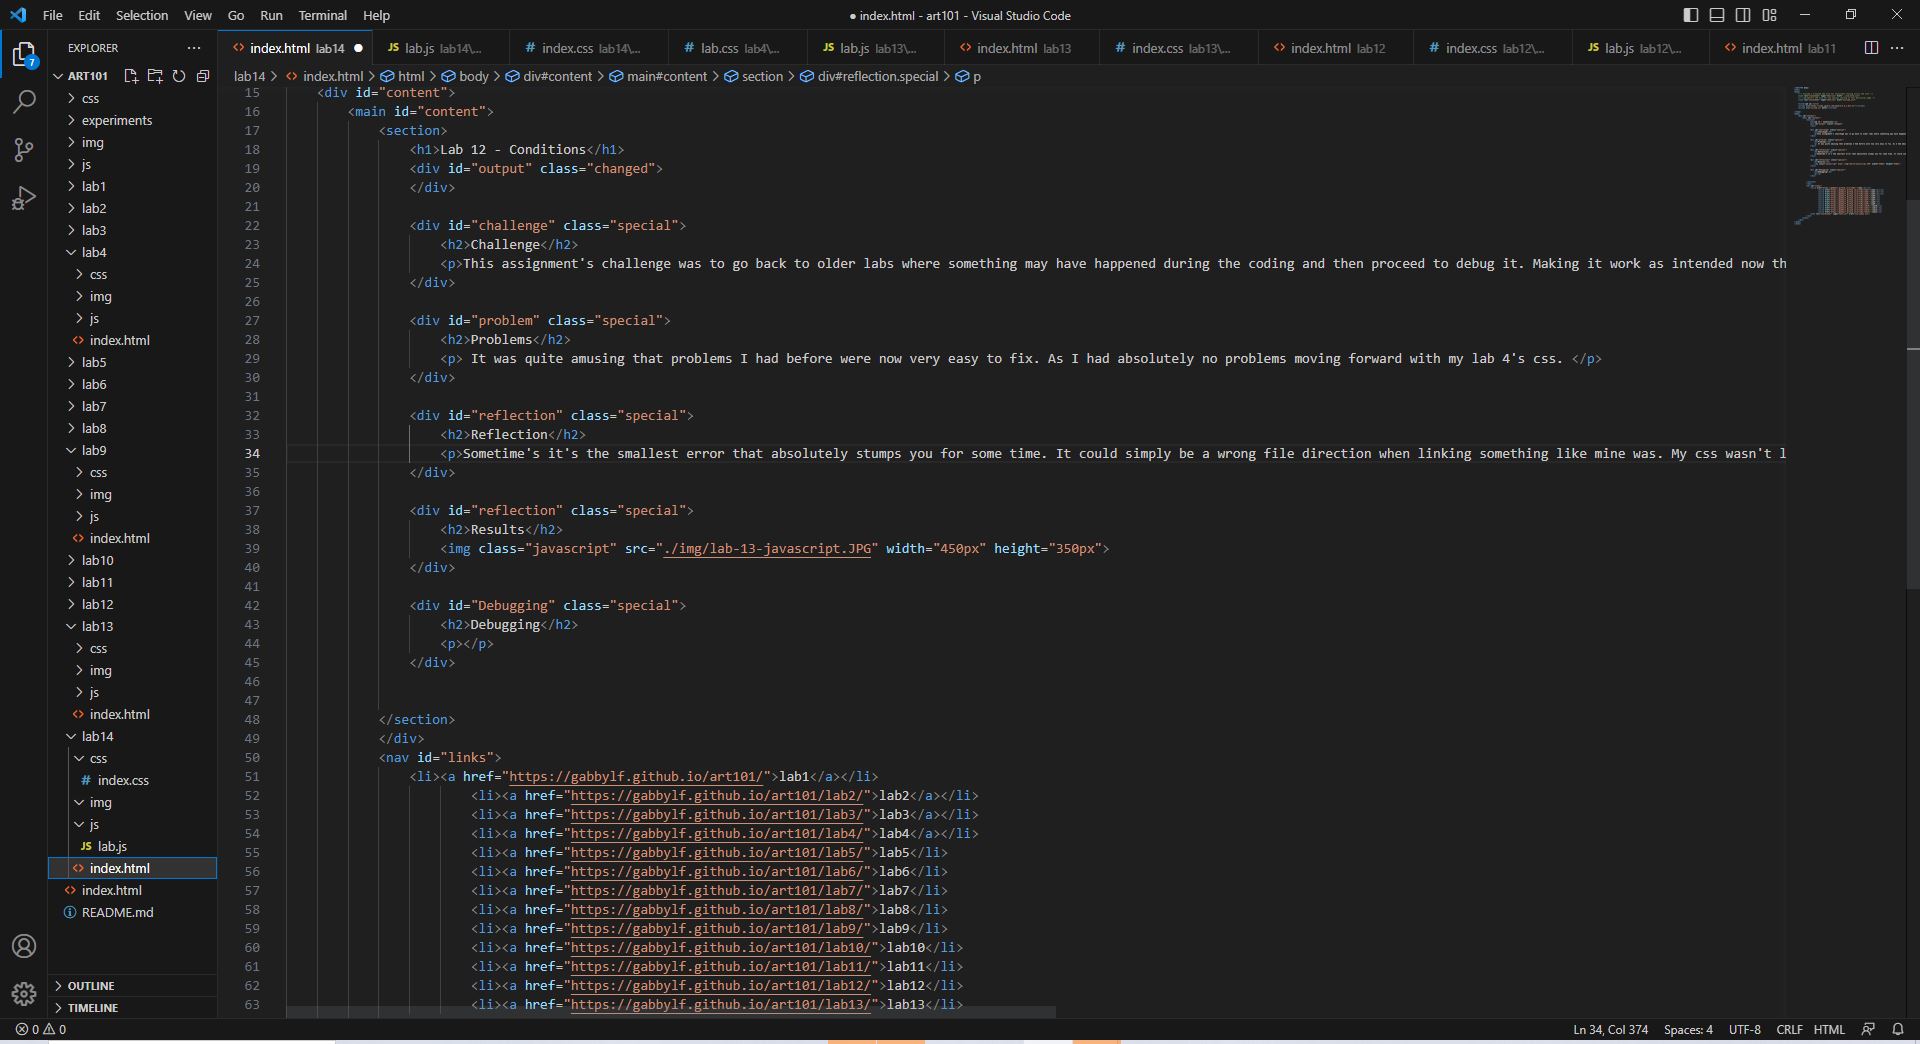 File Edit Selection View Go Run Terminal Help
● index.html - art101 - Visual Studio Code
EXPLORER
index.html lab14 ●
JS lab.js lab14\...
# index.css lab14\...
# lab.css lab4\...
JS lab.js lab13\...
index.html lab13
# index.css lab13\...
index.html lab12
# index.css lab12\...
JS lab.js lab12\...
index.html lab11
lab14 > index.html > html > body > div#content > main#content > section > div#reflection.special > p
7
ART101
css
experiments
img
js
lab1
lab2
lab3
lab4
css
img
js
index.html
lab5
lab6
lab7
lab8
lab9
css
img
js
index.html
lab10
lab11
lab12
lab13
css
img
js
index.html
lab14
css
# index.css
img
js
JS lab.js
index.html
index.html
README.md
OUTLINE
TIMELINE
15 <div id="content">
16 <main id="content">
17 <section>
18 <h1>Lab 12 - Conditions</h1>
19 <div id="output" class="changed">
20 </div>
21
22 <div id="challenge" class="special">
23 <h2>Challenge</h2>
24 <p>This assignment's challenge was to go back to older labs where something may have happened during the coding and then proceed to debug it. Making it work as intended now th
25 </div>
26
27 <div id="problem" class="special">
28 <h2>Problems</h2>
29 <p> It was quite amusing that problems I had before were now very easy to fix. As I had absolutely no problems moving forward with my lab 4's css. </p>
30 </div>
31
32 <div id="reflection" class="special">
33 <h2>Reflection</h2>
34 <p>Sometime's it's the smallest error that absolutely stumps you for some time. It could simply be a wrong file direction when linking something like mine was. My css wasn't l
35 </div>
36
37 <div id="reflection" class="special">
38 <h2>Results</h2>
39 <img class="javascript" src="./img/lab-13-javascript.JPG" width="450px" height="350px">
40 </div>
41
42 <div id="Debugging" class="special">
43 <h2>Debugging</h2>
44 <p></p>
45 </div>
46
47
48 </section>
49 </div>
50 <nav id="links">
51 <li><a href="https://gabbylf.github.io/art101/">lab1</a></li>
52 <li><a href="https://gabbylf.github.io/art101/lab2/">lab2</a></li>
53 <li><a href="https://gabbylf.github.io/art101/lab3/">lab3</a></li>
54 <li><a href="https://gabbylf.github.io/art101/lab4/">lab4</a></li>
55 <li><a href="https://gabbylf.github.io/art101/lab5/">lab5</li>
56 <li><a href="https://gabbylf.github.io/art101/lab6/">lab6</li>
57 <li><a href="https://gabbylf.github.io/art101/lab7/">lab7</li>
58 <li><a href="https://gabbylf.github.io/art101/lab8/">lab8</li>
59 <li><a href="https://gabbylf.github.io/art101/lab9/">lab9</li>
60 <li><a href="https://gabbylf.github.io/art101/lab10/">lab10</li>
61 <li><a href="https://gabbylf.github.io/art101/lab11/">lab11</li>
62 <li><a href="https://gabbylf.github.io/art101/lab12/">lab12</li>
63 <li><a href="https://gabbylf.github.io/art101/lab13/">lab13</li>
0 0
Ln 34, Col 374 Spaces: 4 UTF-8 CRLF HTML